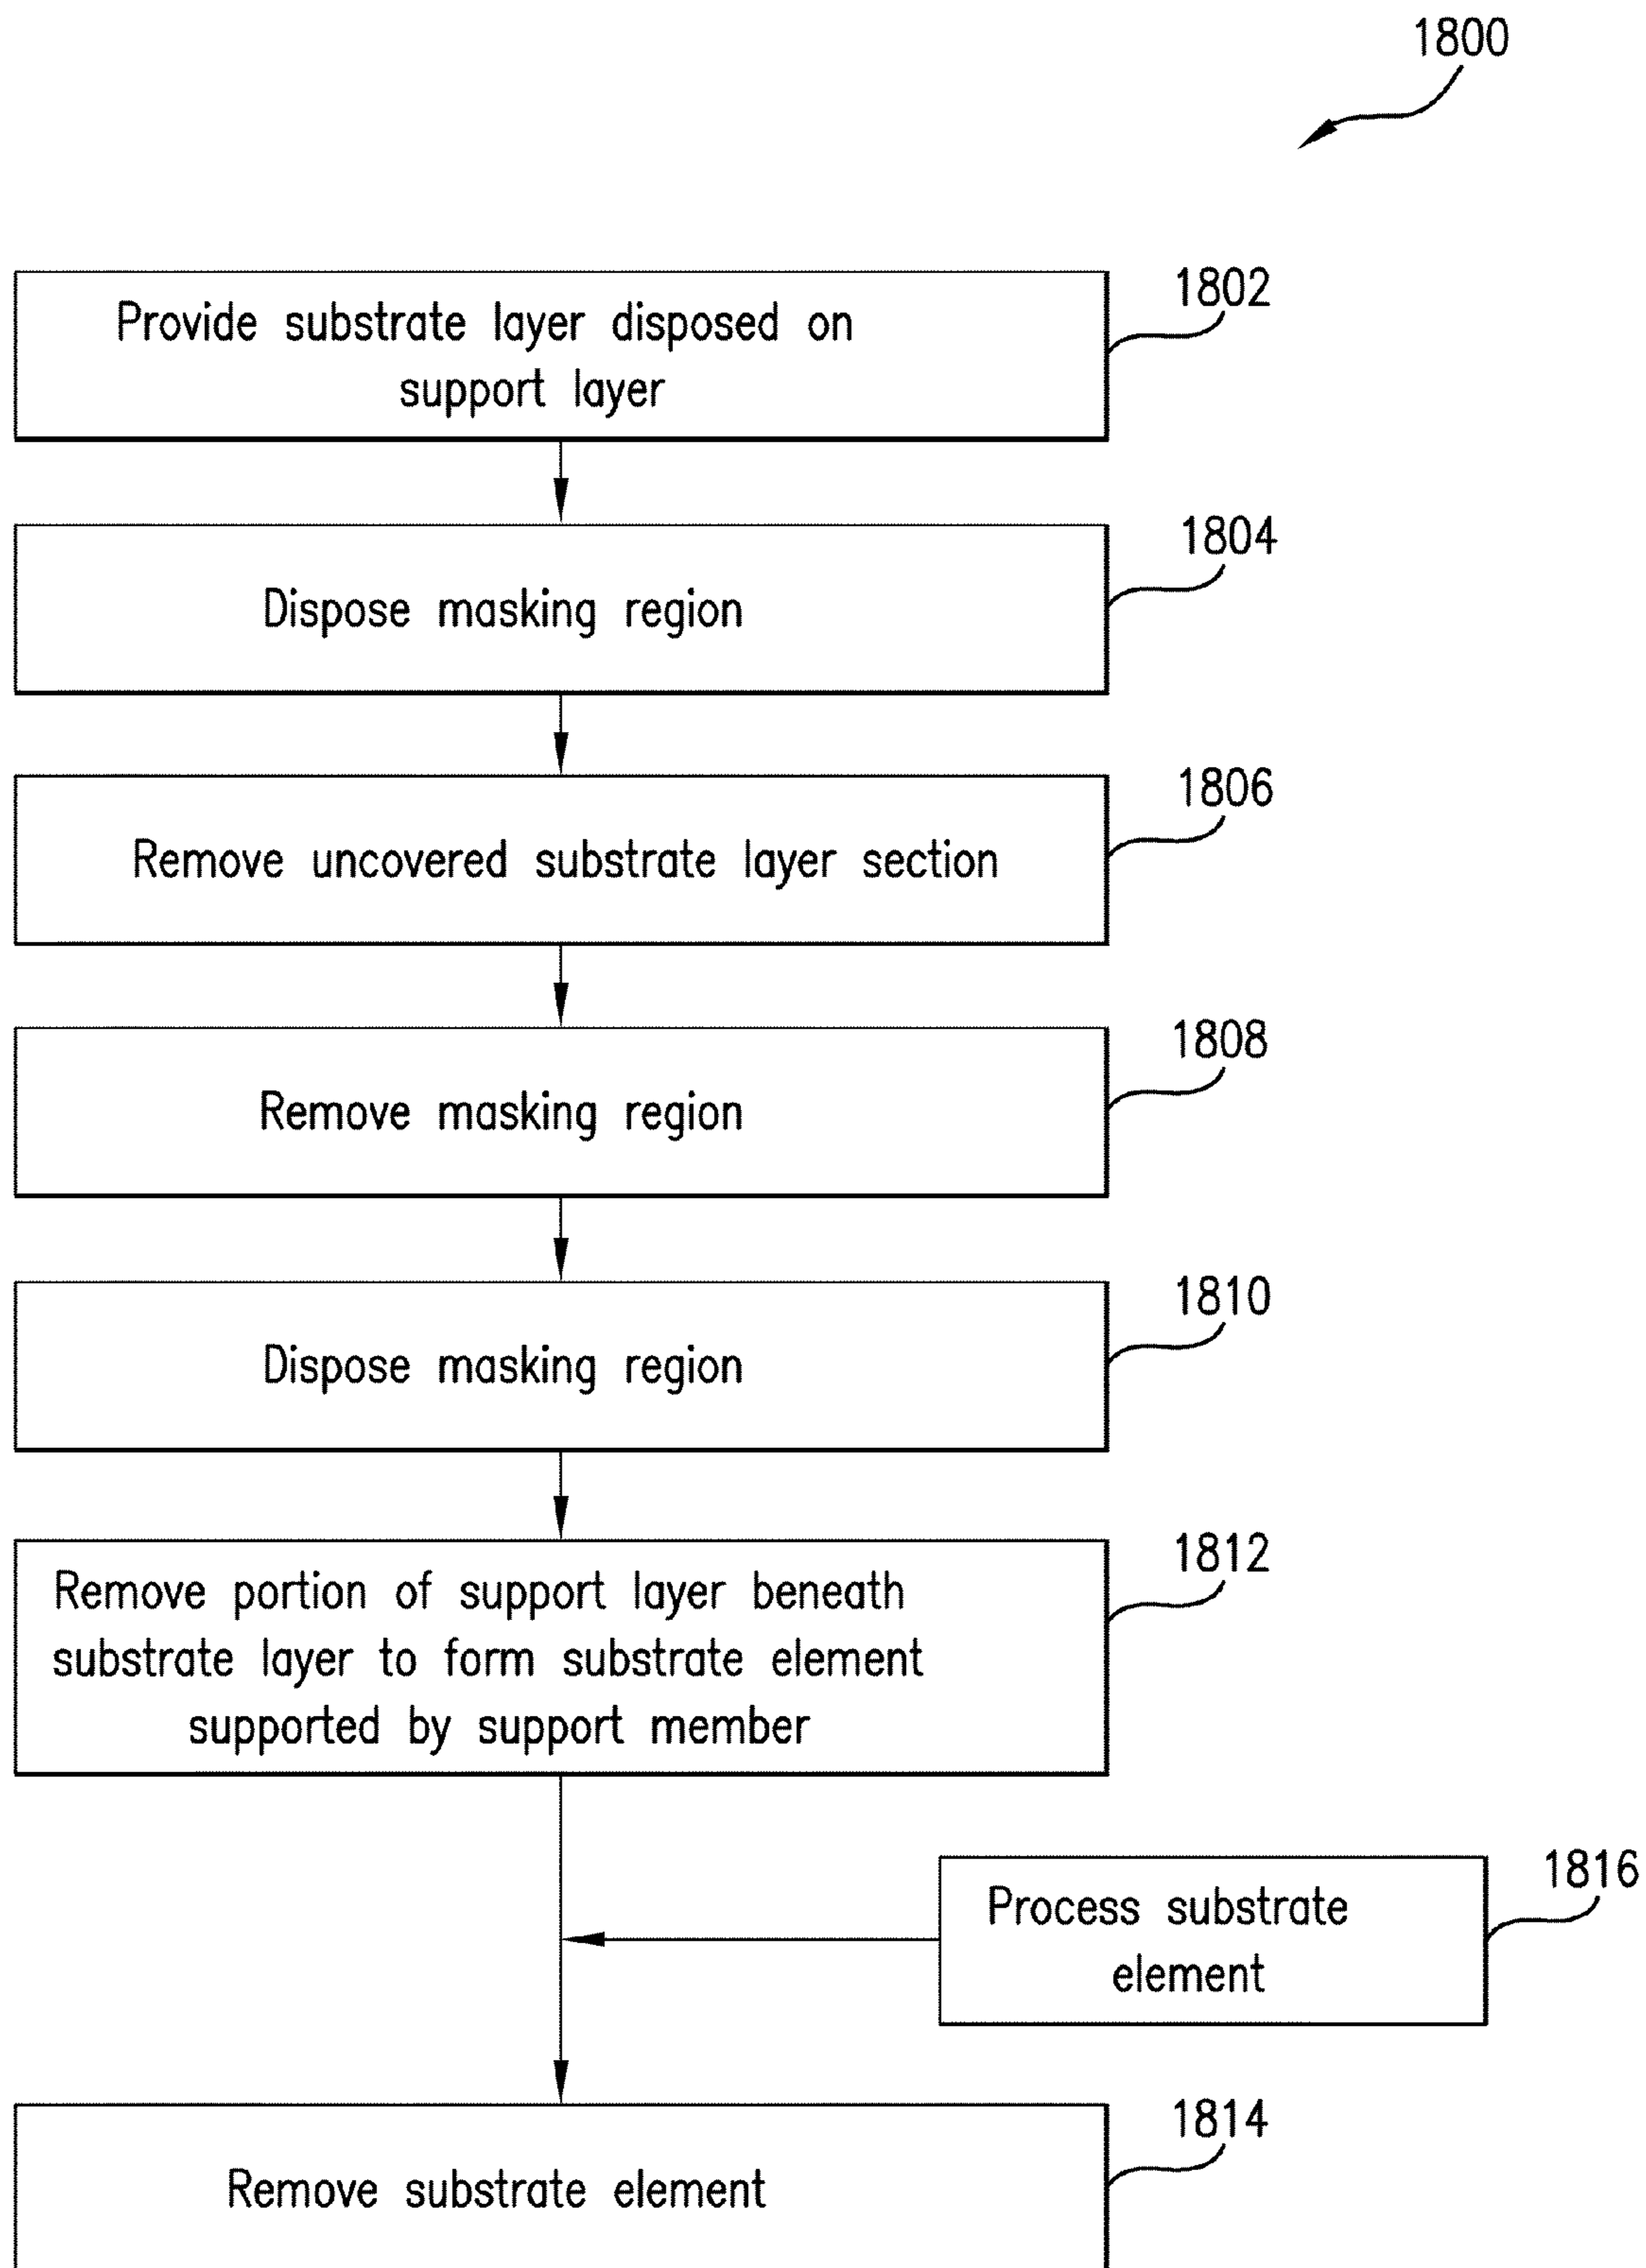 1800
1802
Provide substrate layer disposed on
support layer
1804
Dispose masking region
1806
Remove uncovered substrate layer section
1808
Remove masking region
1810
Dispose masking region
1812
Remove portion of support layer beneath
substrate layer to form substrate element
supported by support member
1816
Process substrate
element
1814
Remove substrate element